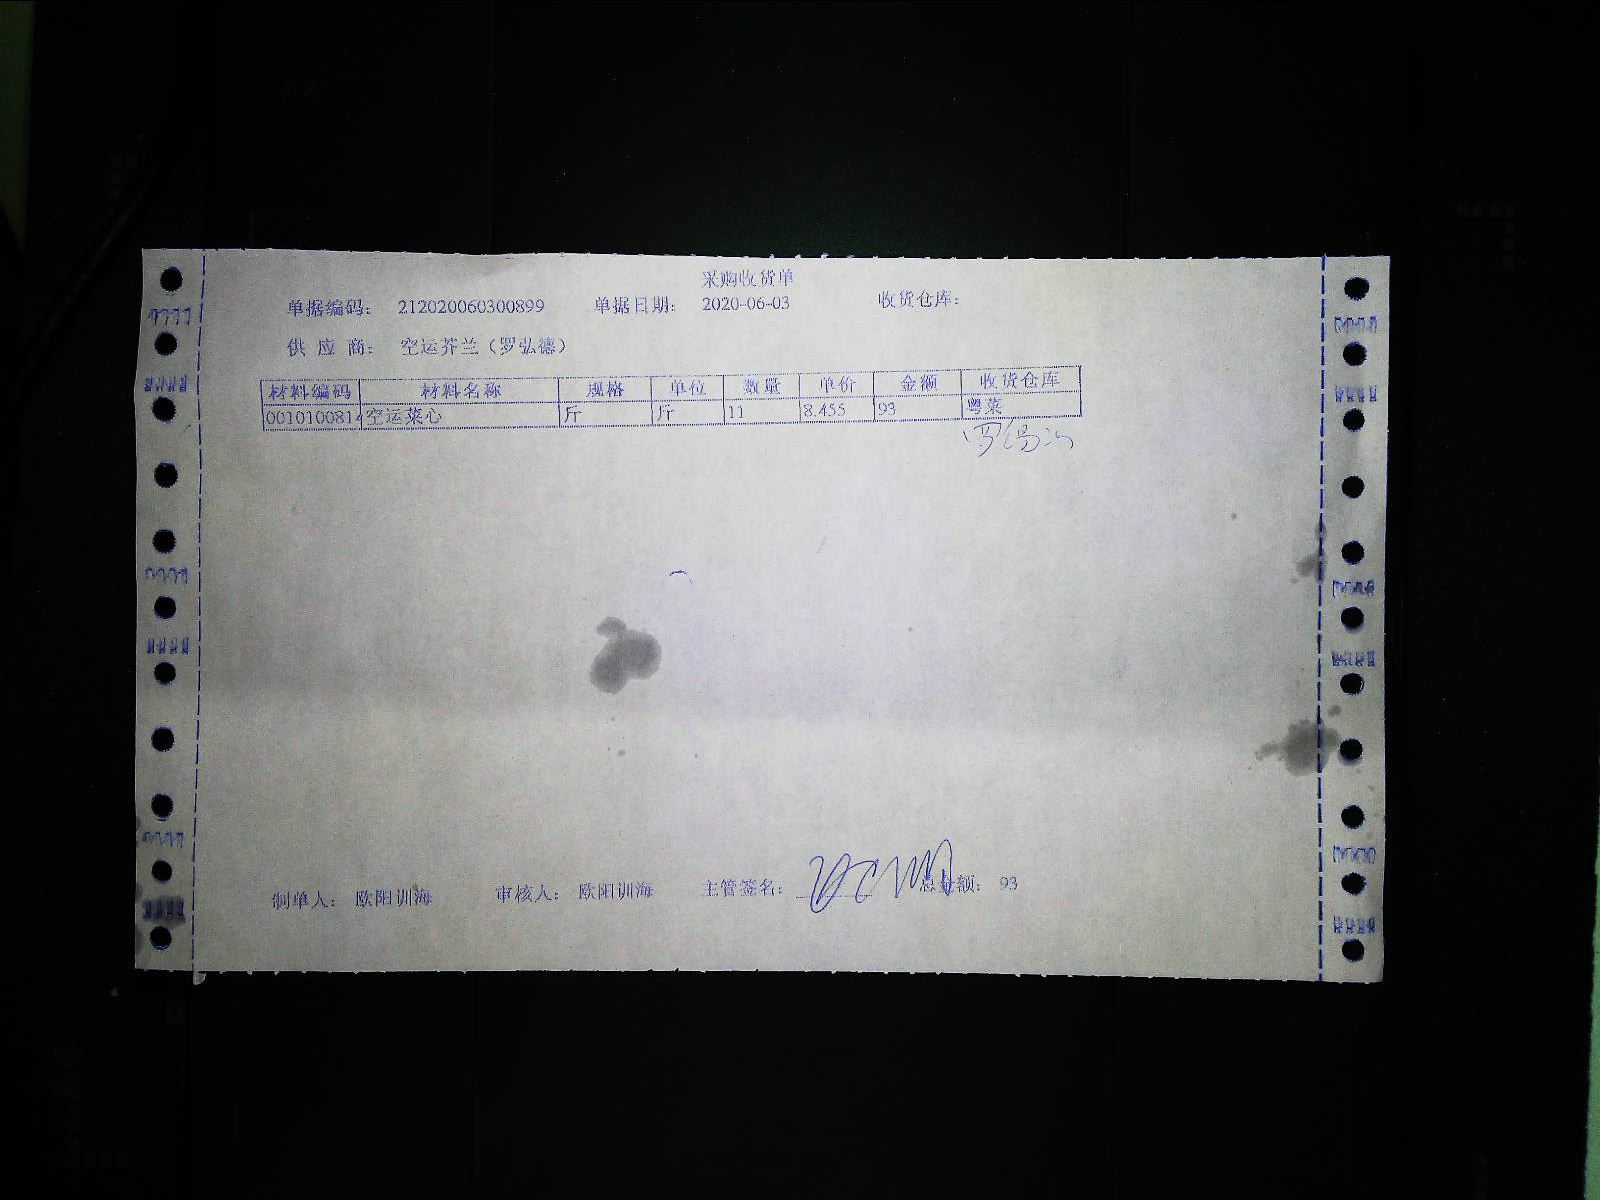 采购收货单
单据编码： 212020060300899 单据日期： 2020-06-03 收货仓库：
供 应 商： 空运芥兰（罗弘德）
材料编码 材料名称 规格 单位 数量 单价 金额 收货仓库
0010100814 空运菜心 斤 斤 11 8.455 93 粤菜
制单人： 欧阳训海 审核人： 欧阳训海 主管签名： 总金额： 93